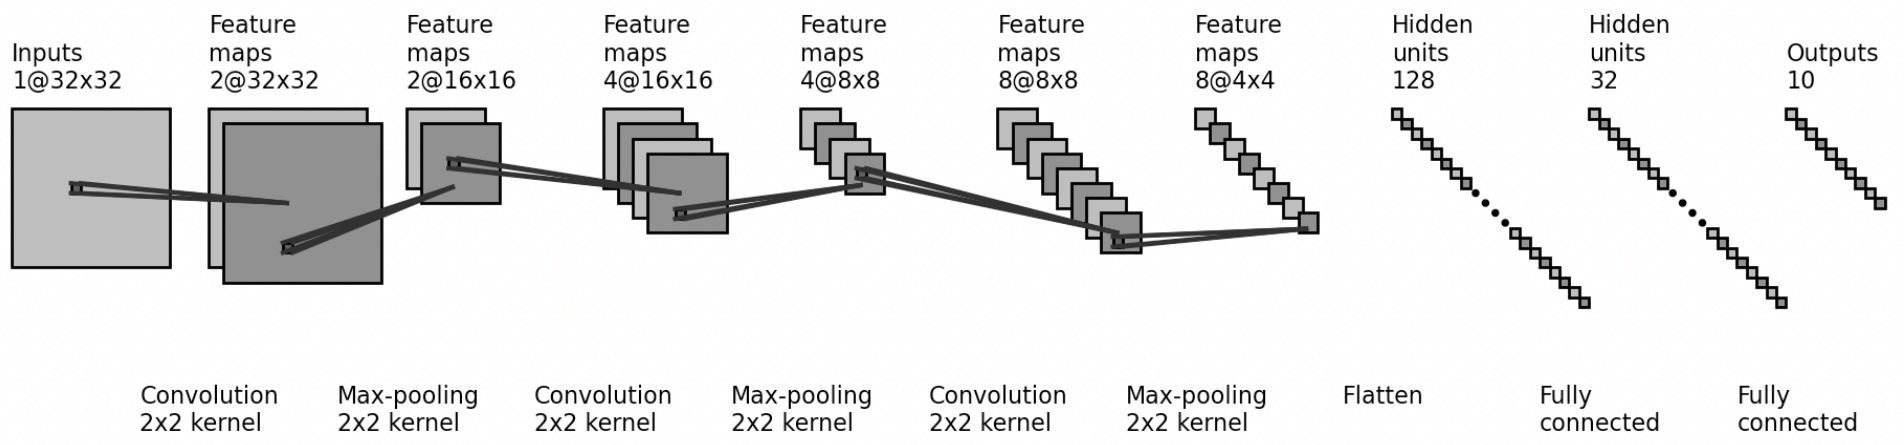 Inputs
1@32x32
Feature
maps
2@32x32
Feature
maps
2@16x16
Feature
maps
4@16x16
Feature
maps
4@8x8
Feature
maps
8@8x8
Feature
maps
8@4x4
Hidden
units
128
Hidden
units
32
Outputs
10
Convolution
2x2 kernel
Max-pooling
2x2 kernel
Convolution
2x2 kernel
Max-pooling
2x2 kernel
Convolution
2x2 kernel
Max-pooling
2x2 kernel
Flatten
Fully
connected
Fully
connected